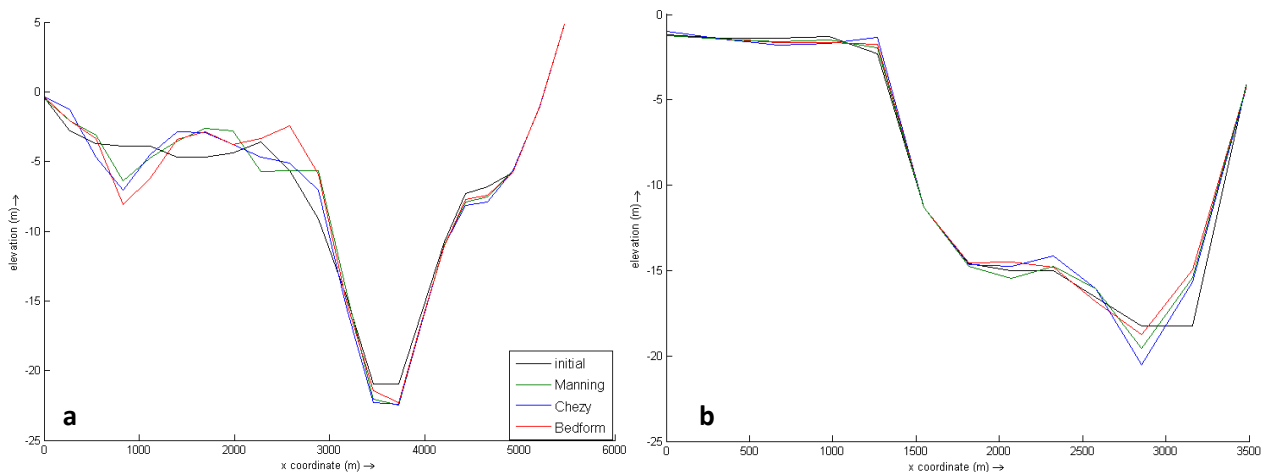 5
0
-5
-10
-15
-20
-25
0
1000
2000
3000
4000
5000
6000
elevation (m)→
x coordinate (m)→
initial
Manning
Chezy
Bedform
a
0
-5
-10
-15
-20
-25
0
500
1000
1500
2000
2500
3000
3500
elevation (m)→
x coordinate (m)→
b